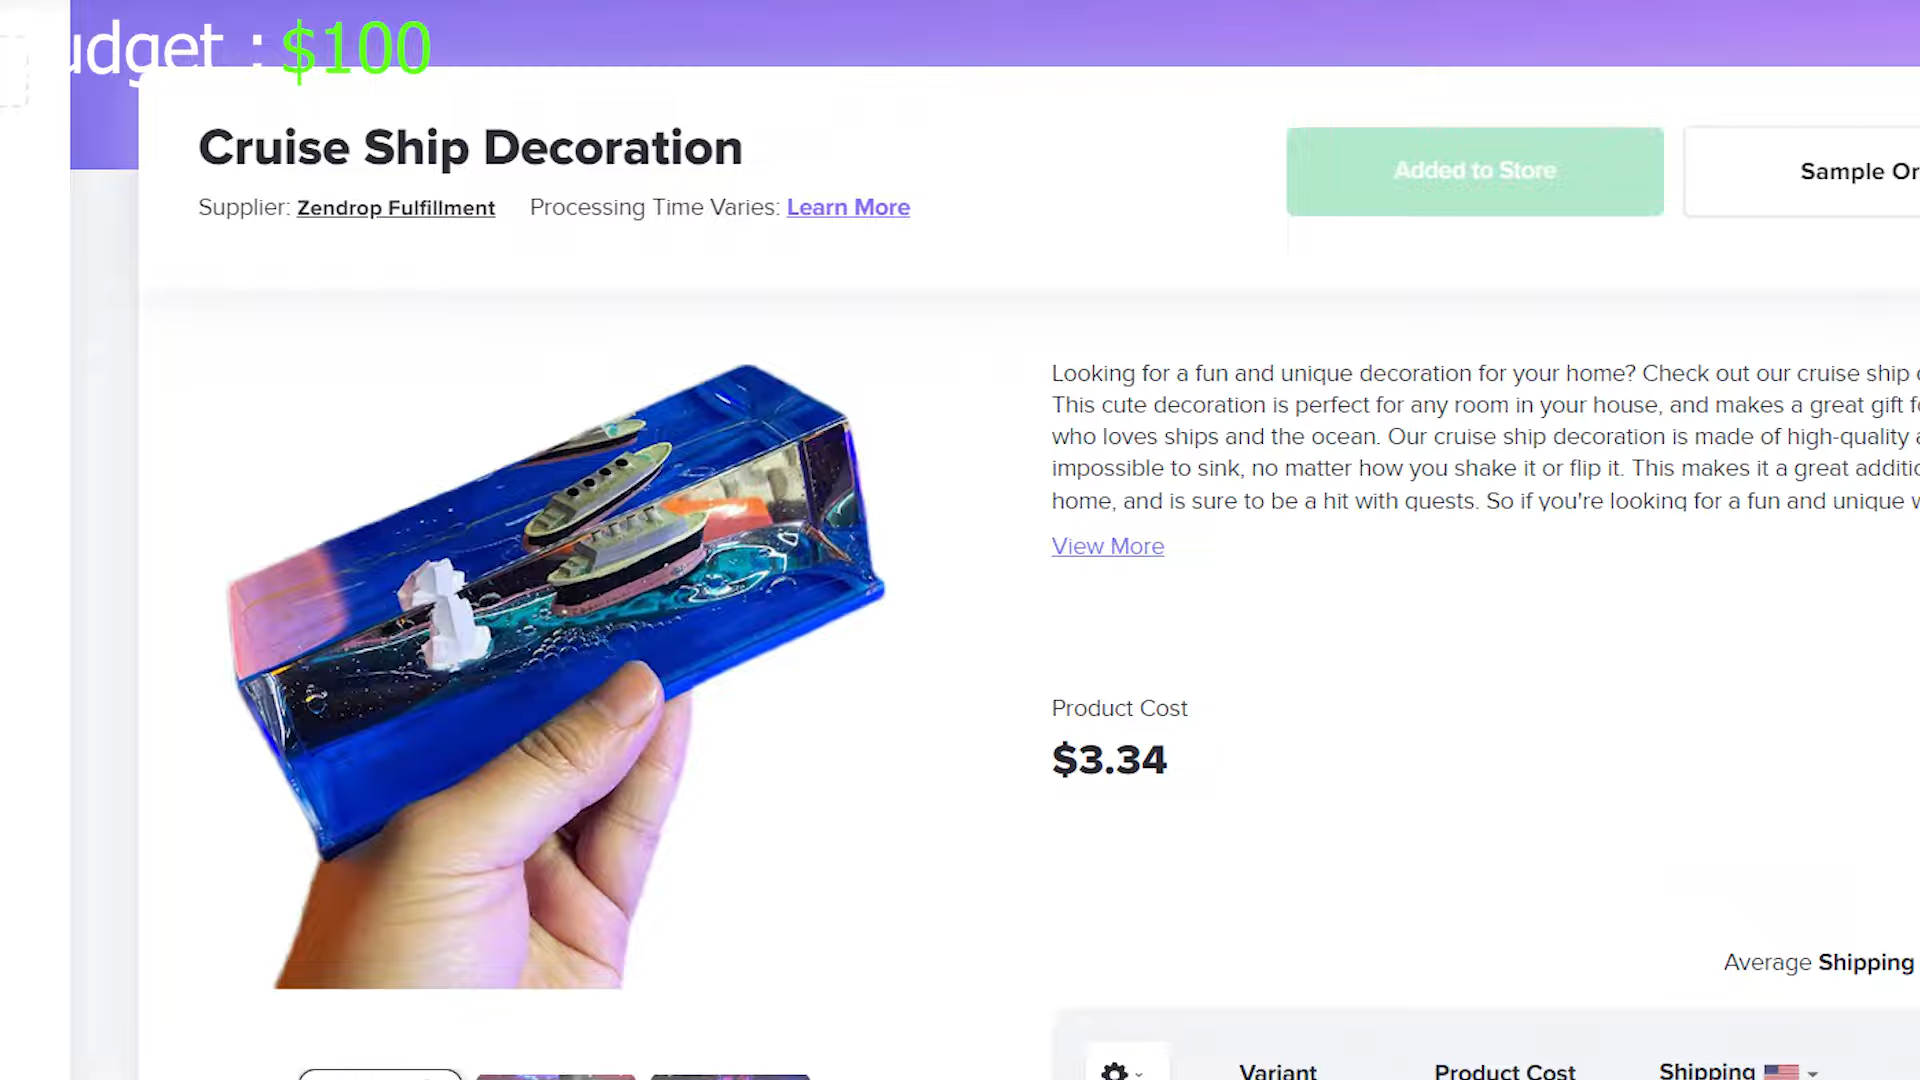 udget : $100
Cruise Ship Decoration
Added to Store
Sample Or
Supplier: Zendrop Fulfillment Processing Time Varies: Learn More
Looking for a fun and unique decoration for your home? Check out our cruise ship
This cute decoration is perfect for any room in your house, and makes a great gift f
who loves ships and the ocean. Our cruise ship decoration is made of high-quality
impossible to sink, no matter how you shake it or flip it. This makes it a great additi
home, and is sure to be a hit with guests. So if you're looking for a fun and unique
View More
Product Cost
$3.34
Average Shipping
Variant Product Cost Shipping